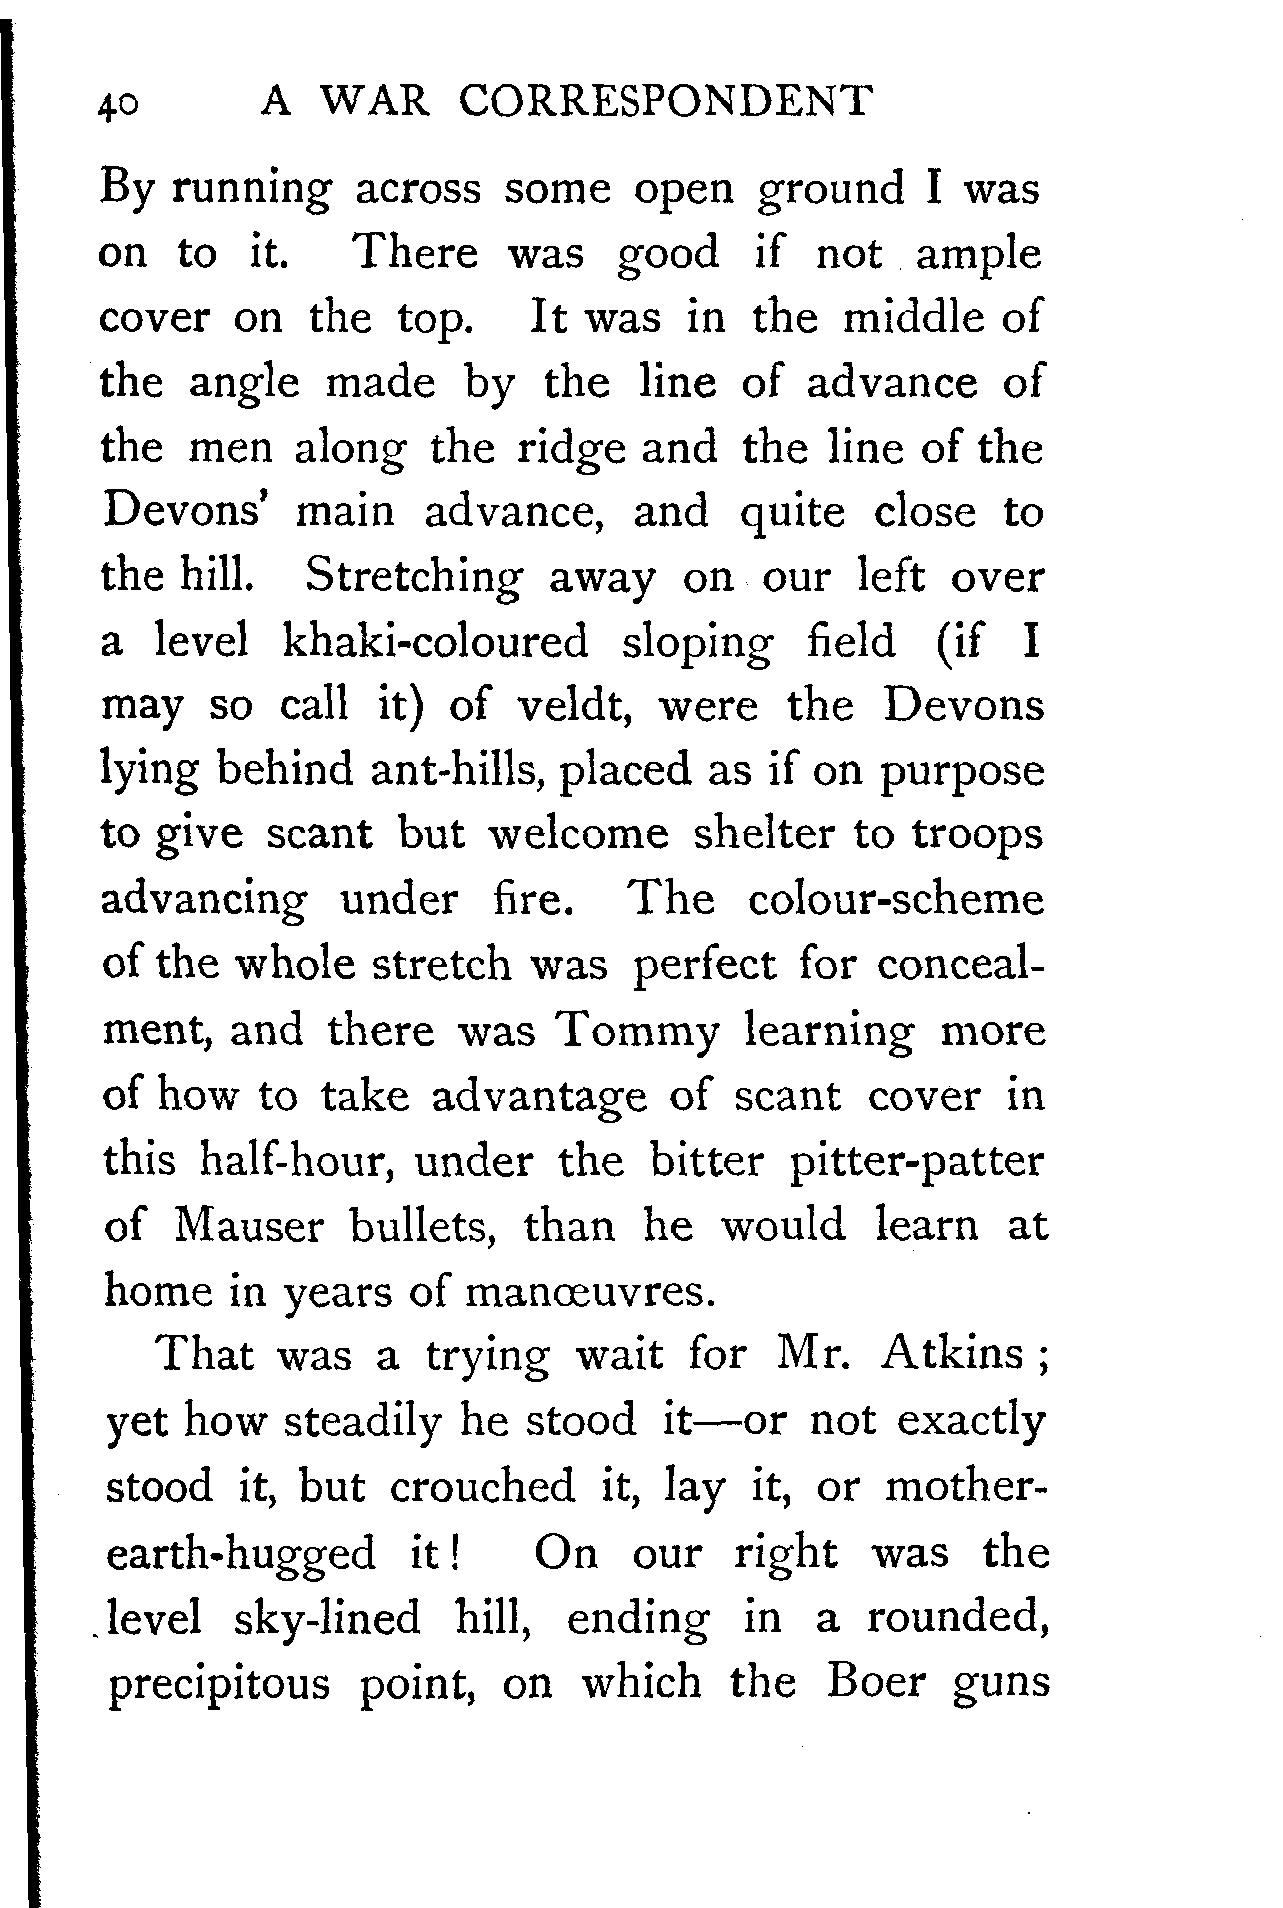 40 A WAR CORRESPONDENT
By running across some open ground I was
on to it. There was good if not ample
cover on the top. It was in the middle of
the angle made by the line of advance of
the men along the ridge and the line of the
Devons' main advance, and quite close to
the hill. Stretching away on our left over
a level khaki-coloured sloping field (if I
may so call it) of veldt, were the Devons
lying behind ant-hills, placed as if on purpose
to give scant but welcome shelter to troops
advancing under fire. The colour-scheme
of the whole stretch was perfect for conceal-
ment, and there was Tommy learning more
of how to take advantage of scant cover in
this half-hour, under the bitter pitter-patter
of Mauser bullets, than he would learn at
home in years of manœuvres.
That was a trying wait for Mr. Atkins ;
yet how steadily he stood it—or not exactly
stood it, but crouched it, lay it, or mother-
earth-hugged it! On our right was the
level sky-lined hill, ending in a rounded,
precipitous point, on which the Boer guns